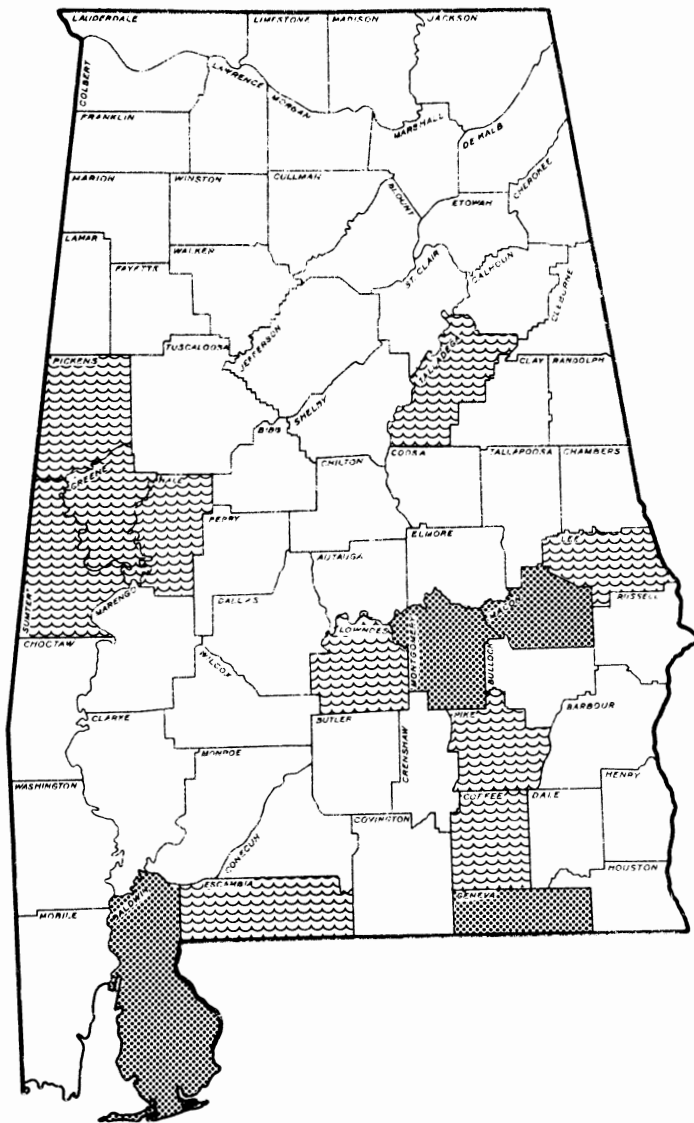 LAUDERDALE
LIMESTONE
MADISON
JACKSON
COLBERT
LAWRENCE
MORGAN
FRANKLIN
MARSHALL
DE KALB
MARION
WINSTON
CULLMAN
BLOUNT
ETOWAH
CHEROKEE
LAMAR
FAYETTE
WALKER
ST. CLAIR
CALHOUN
CLEBURNE
TUSCALOOSA
JEFFERSON
PICKENS
TALLADEGA
CLAY
RANDOLPH
SHELBY
BIBB
CHILTON
COOSA
TALLAPOOSA
CHAMBERS
GREENE
HALE
PERRY
AUTAUGA
ELMORE
LEE
SUMTER
MARENGO
DALLAS
LOWNDES
MONTGOMERY
MACON
RUSSELL
CHOCTAW
WILCOX
BULLOCK
CLARKE
BUTLER
CRENSHAW
PIKE
BARBOUR
MONROE
WASHINGTON
CONECUH
COVINGTON
COFFEE
DALE
HENRY
HOUSTON
ESCAMBIA
GENEVA
MOBILE
BALDWIN